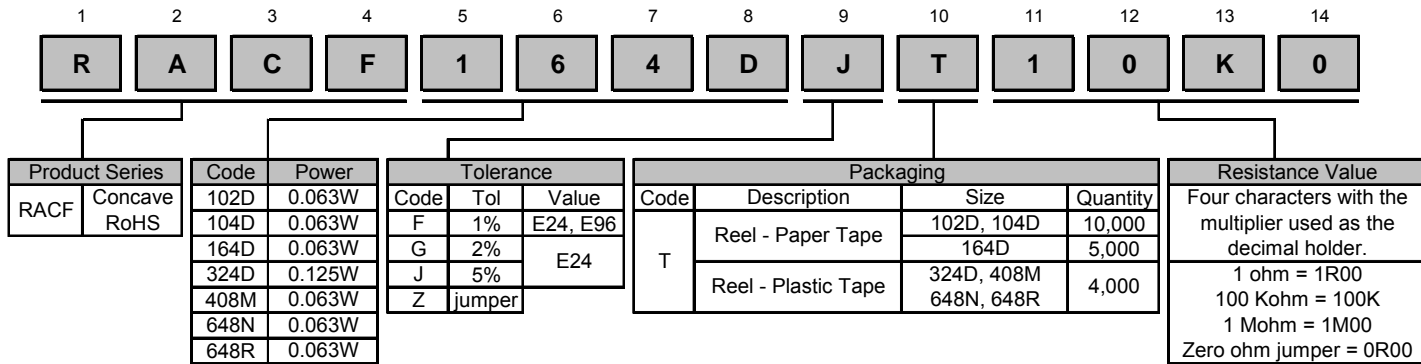 1 2 3 4 5 6 7 8 9 10 11 12 13 14
R A C F 1 6 4 D J T 1 0 K 0
Product Series
RACF Concave RoHS
Code Power
102D 0.063W
104D 0.063W
164D 0.063W
324D 0.125W
408M 0.063W
648N 0.063W
648R 0.063W
Tolerance
Code Tol Value
F 1% E24, E96
G 2% E24
J 5%
Z jumper
Packaging
Code Description Size Quantity
T Reel - Paper Tape 102D, 104D 10,000
164D 5,000
Reel - Plastic Tape 324D, 408M 4,000
648N, 648R
Resistance Value
Four characters with the
multiplier used as the
decimal holder.
1 ohm = 1R00
100 Kohm = 100K
1 Mohm = 1M00
Zero ohm jumper = 0R00